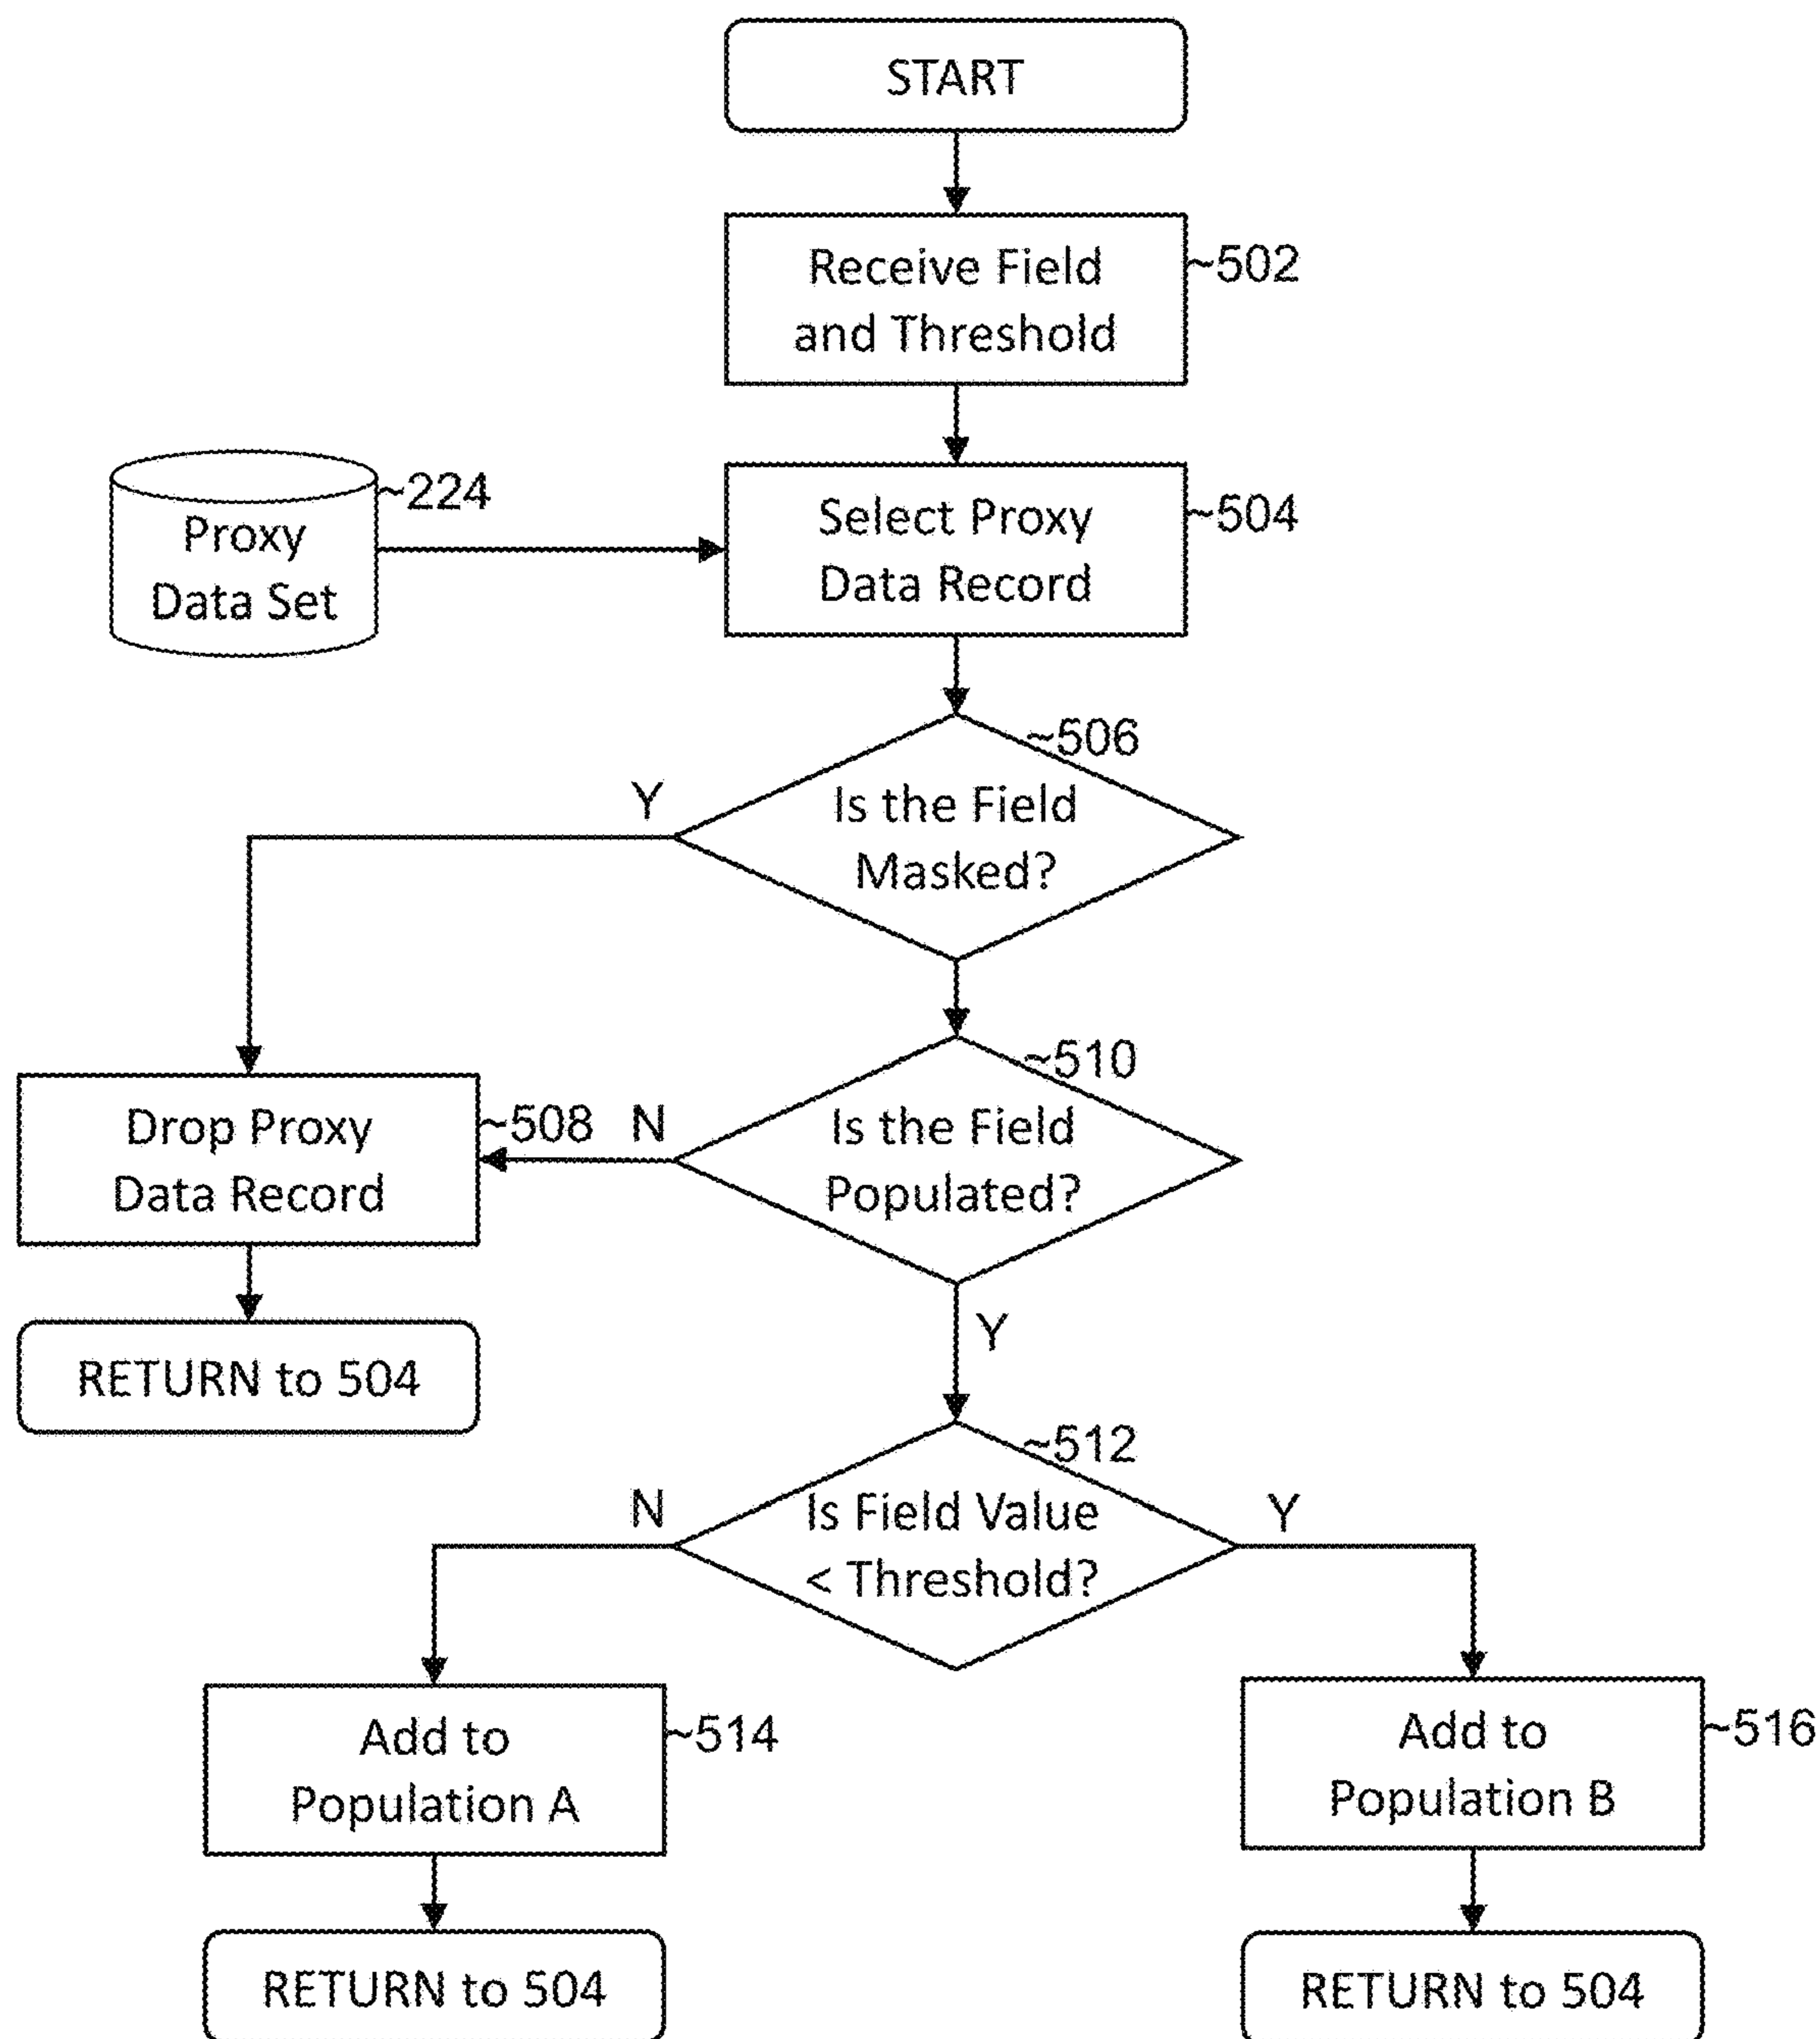 START
Receive Field
and Threshold
~502
~224
Proxy
Data Set
Select Proxy
Data Record
~504
~506
Is the Field
Masked?
Y
~510
Is the Field
Populated?
N
Drop Proxy
Data Record
~508
RETURN to 504
Y
~512
Is Field Value
< Threshold?
N
Y
Add to
Population A
~514
Add to
Population B
~516
RETURN to 504
RETURN to 504